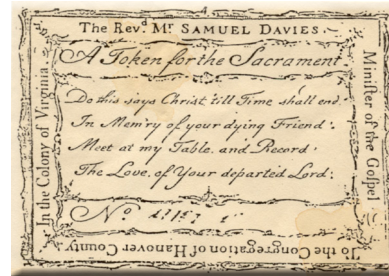 The Rev.d Mr SAMUEL DAVIES.
A Token for the Sacrament
Do this says Christ till Time shall end,
In Mem'ry of your dying Friend;
Meet at my Table, and Record
The Love, of Your departed Lord;
No
Minister of the Gospel
To the Congregation of Hanover County
In the Colony of Virginia